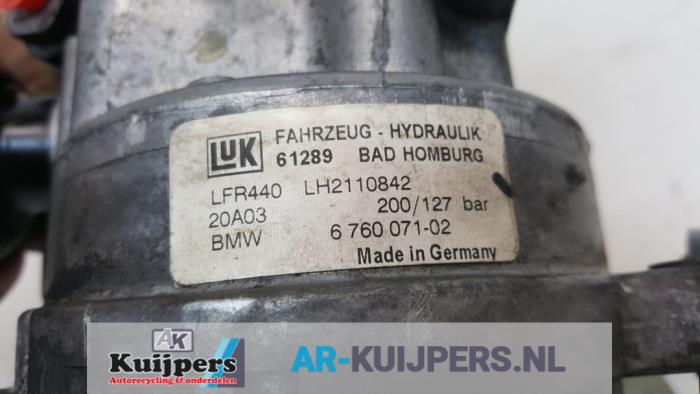 LUK FAHRZEUG - HYDRAULIK
61289 BAD HOMBURG
LFR440 LH2110842
20A03 200/127 bar
BMW 6 760 071-02
Made in Germany
AK
Kuijpers
Autorecycling & onderdelen
AR-KUIJPERS.NL